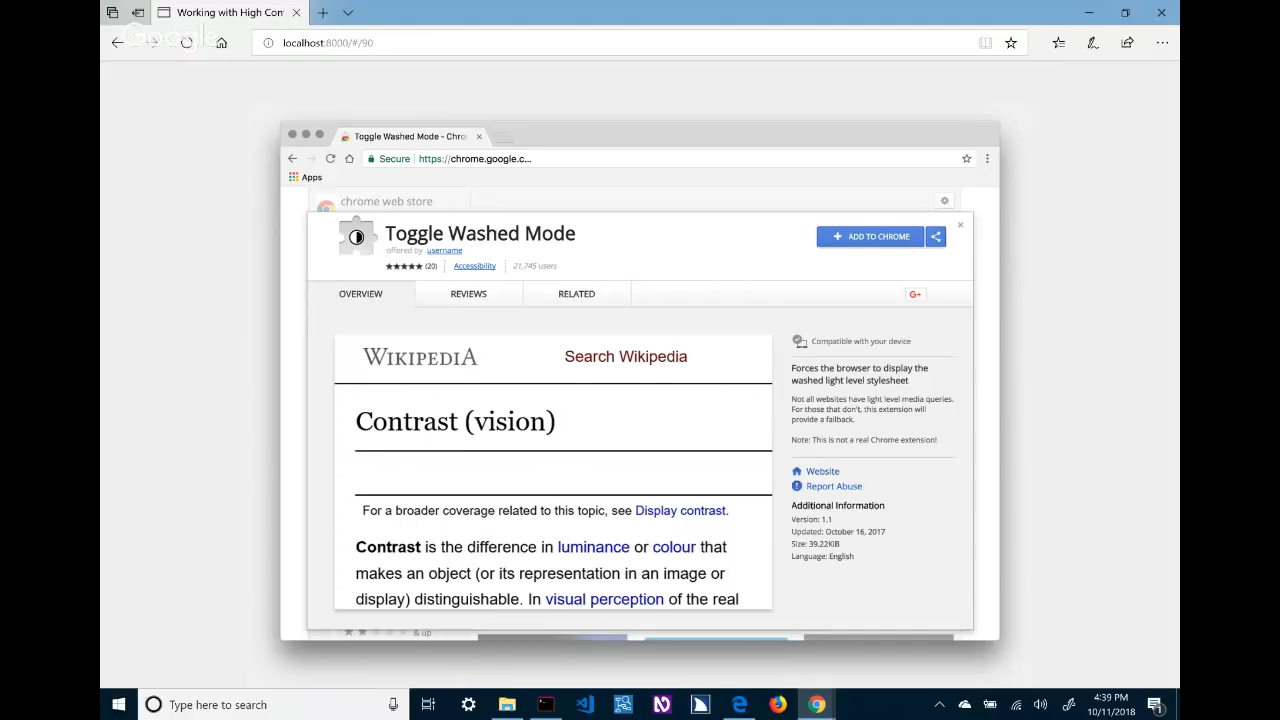 Working with High Con
Google
localhost:8000/#/90
Toggle Washed Mode - Chro
Secure https://chrome.google.c...
Apps
chrome web store
Toggle Washed Mode
offered by username
(20) Accessibility 21,745 users
+ ADD TO CHROME
OVERVIEW REVIEWS RELATED
G+
WIKIPEDIA Search Wikipedia
Contrast (vision)
For a broader coverage related to this topic, see Display contrast.
Contrast is the difference in luminance or colour that
makes an object (or its representation in an image or
display) distinguishable. In visual perception of the real
Compatible with your device
Forces the browser to display the
washed light level stylesheet
Not all websites have light level media queries.
For those that don't, this extension will
provide a fallback.
Note: This is not a real Chrome extension!
Website
Report Abuse
Additional Information
Version: 1.1
Updated: October 16, 2017
Size: 39.22KiB
Language: English
& up
Type here to search
4:39 PM
10/11/2018
1